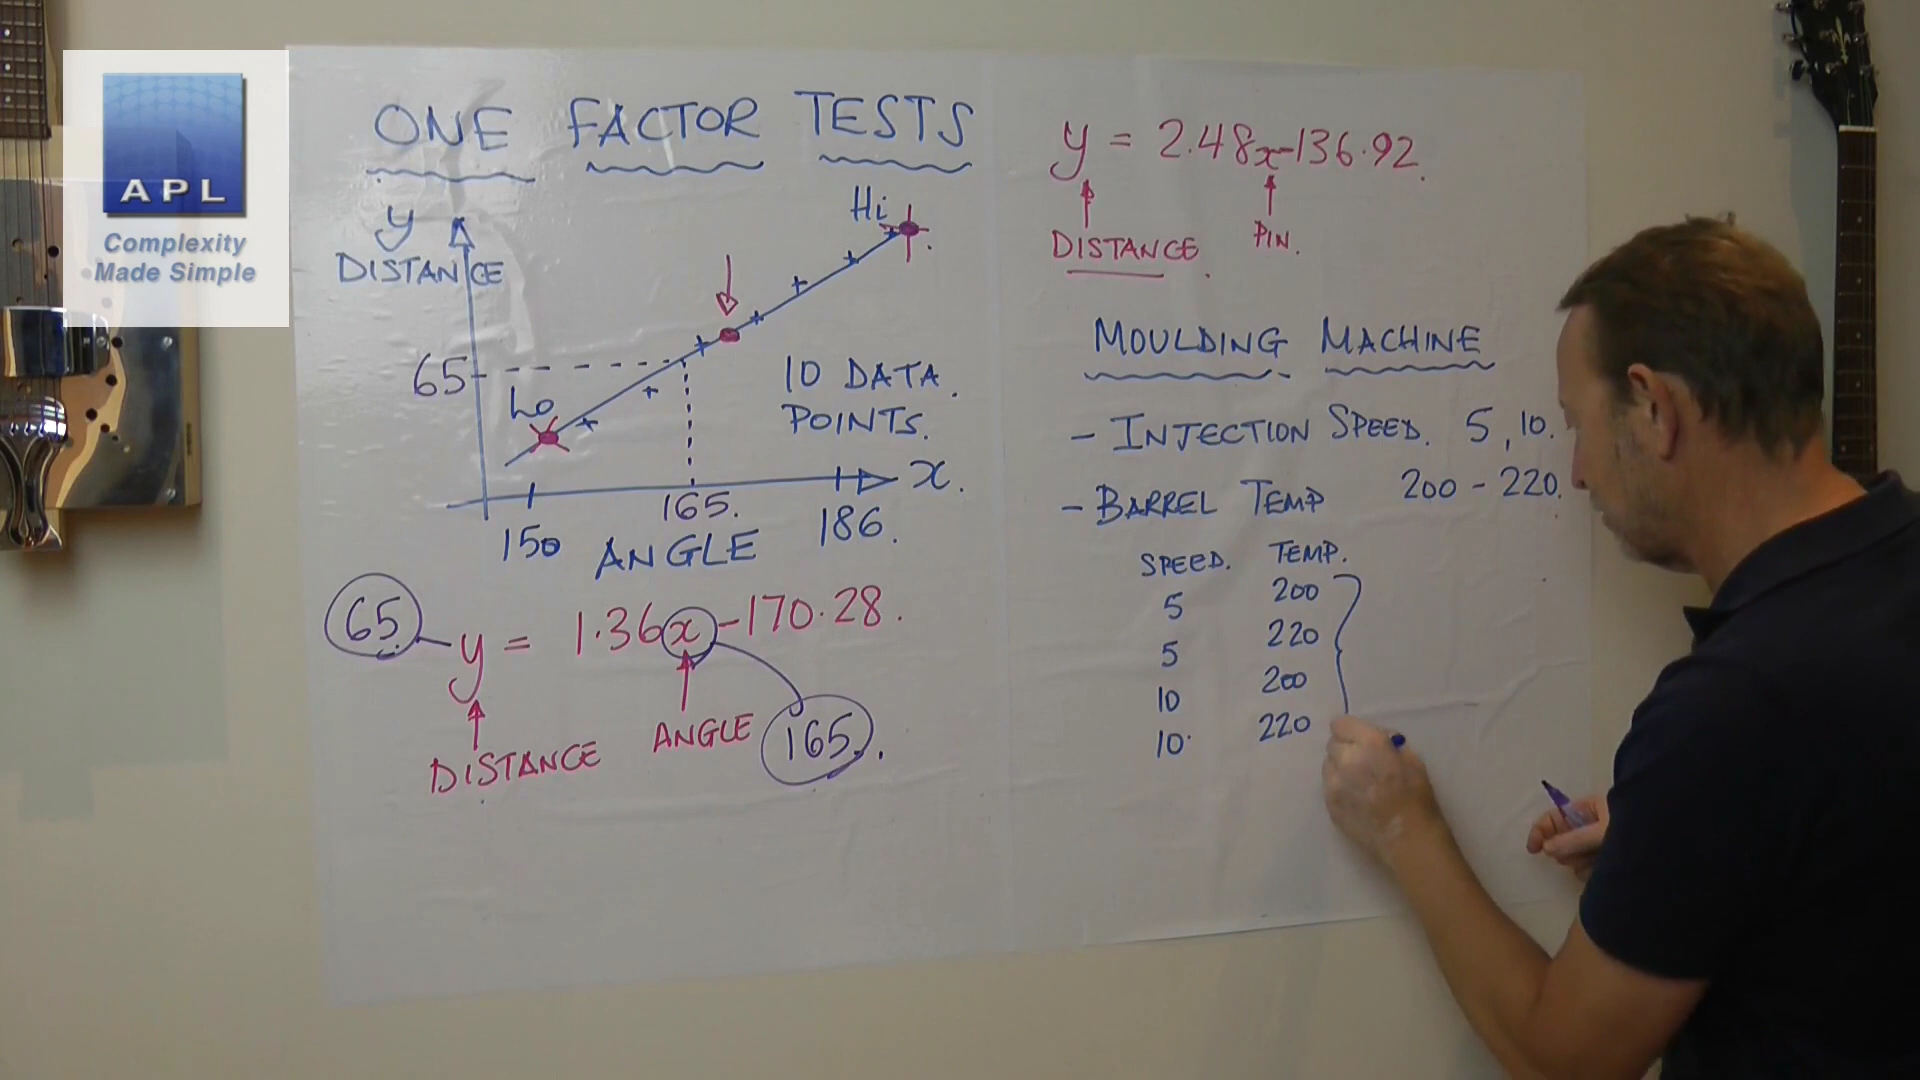 APL
Complexity
Made Simple
ONE FACTOR TESTS
y
DISTANCE
Hi
65
Lo
10 DATA
POINTS.
x.
150
165.
186.
ANGLE
65
y = 1.36x-170.28.
DISTANCE
ANGLE
165.
y = 2.48x-136.92.
DISTANCE.
PIN.
MOULDING MACHINE
- INJECTION SPEED. 5, 10.
- BARREL TEMP 200 - 220.
SPEED. TEMP.
5 200
5 220
10 200
10. 220